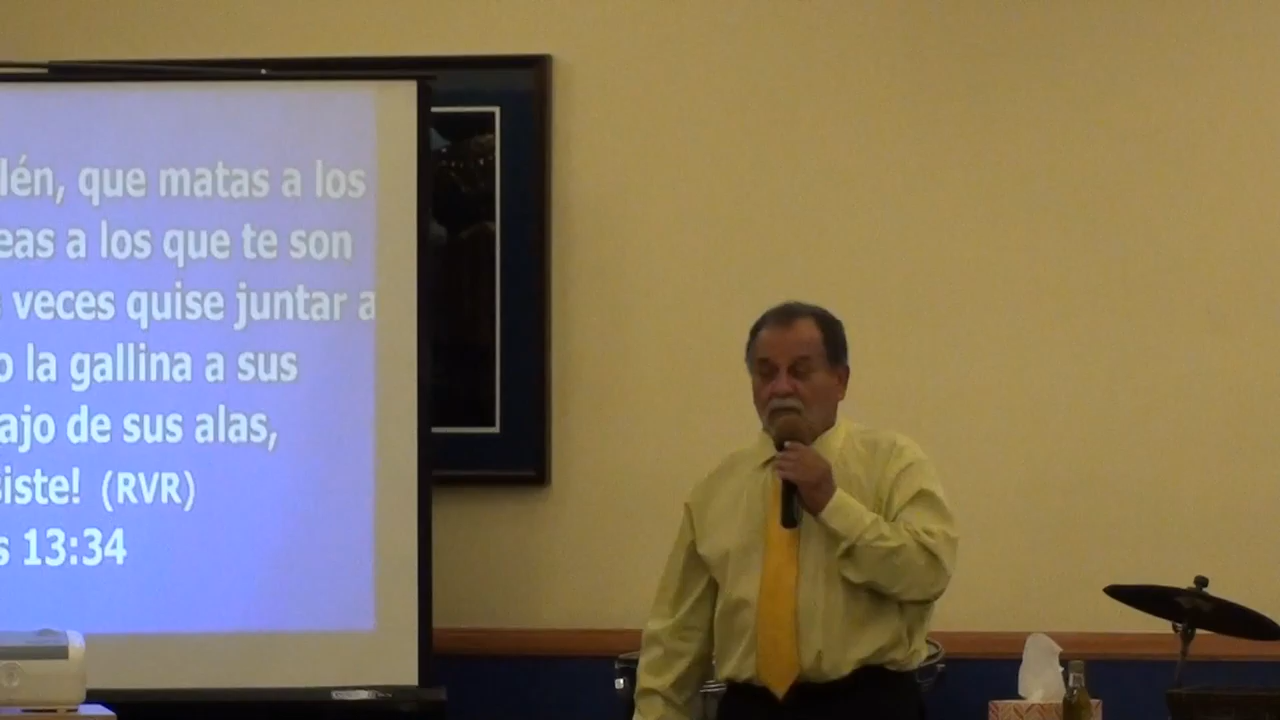 lén, que matas a los
eas a los que te son
veces quise juntar a
o la gallina a sus
ajo de sus alas,
siste! (RVR)
s 13:34